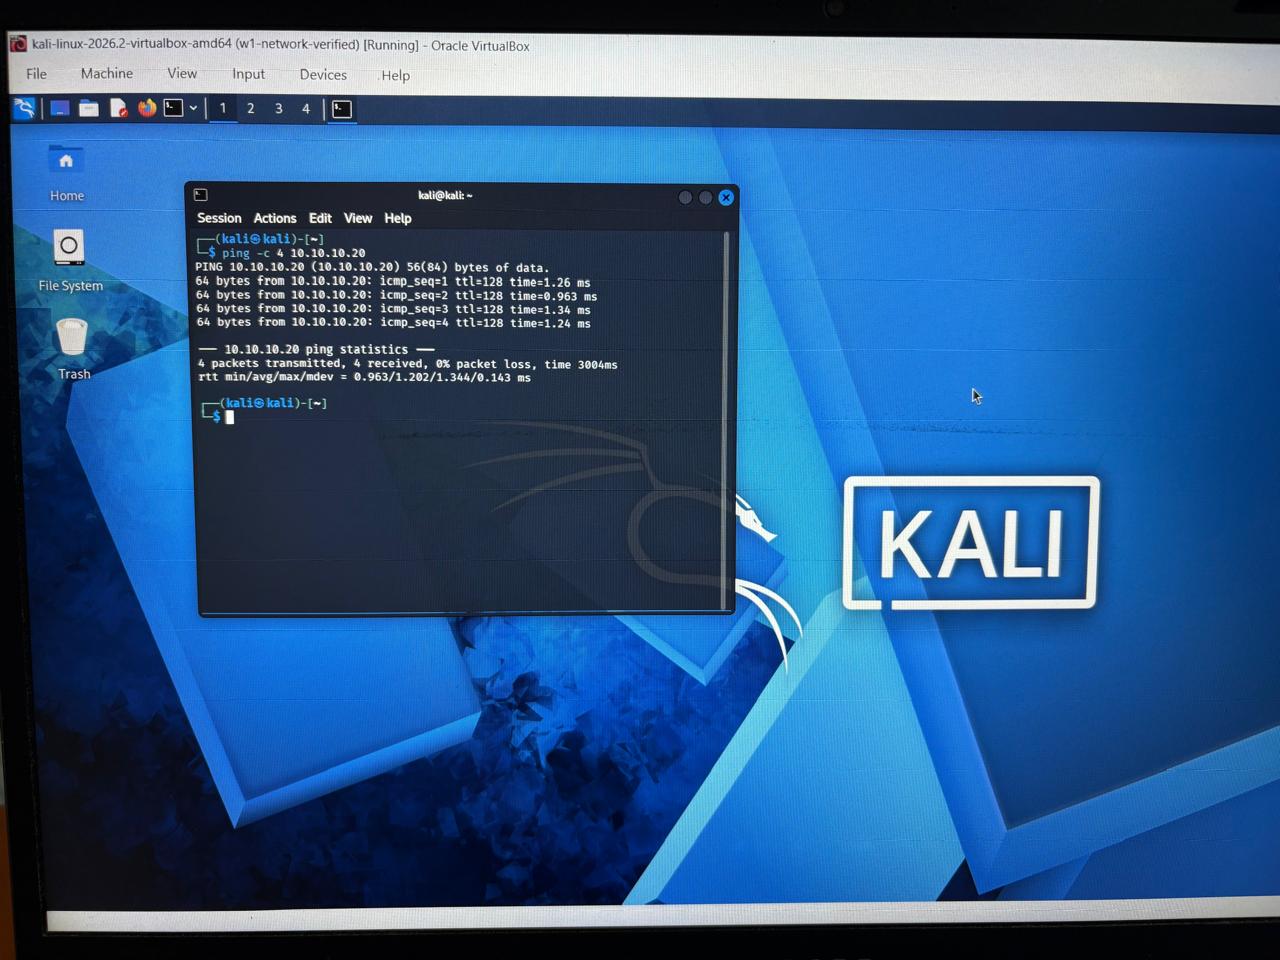 kali-linux-2026.2-virtualbox-amd64 (w1-network-verified) [Running] - Oracle VirtualBox
File Machine View Input Devices Help
1 2 3 4
Home
File System
Trash
kali@kali: ~
Session Actions Edit View Help
┌──(kali㉿kali)-[~]
└─$ ping -c 4 10.10.10.20
PING 10.10.10.20 (10.10.10.20) 56(84) bytes of data.
64 bytes from 10.10.10.20: icmp_seq=1 ttl=128 time=1.26 ms
64 bytes from 10.10.10.20: icmp_seq=2 ttl=128 time=0.963 ms
64 bytes from 10.10.10.20: icmp_seq=3 ttl=128 time=1.34 ms
64 bytes from 10.10.10.20: icmp_seq=4 ttl=128 time=1.24 ms
--- 10.10.10.20 ping statistics ---
4 packets transmitted, 4 received, 0% packet loss, time 3004ms
rtt min/avg/max/mdev = 0.963/1.202/1.344/0.143 ms
┌──(kali㉿kali)-[~]
└─$
KALI